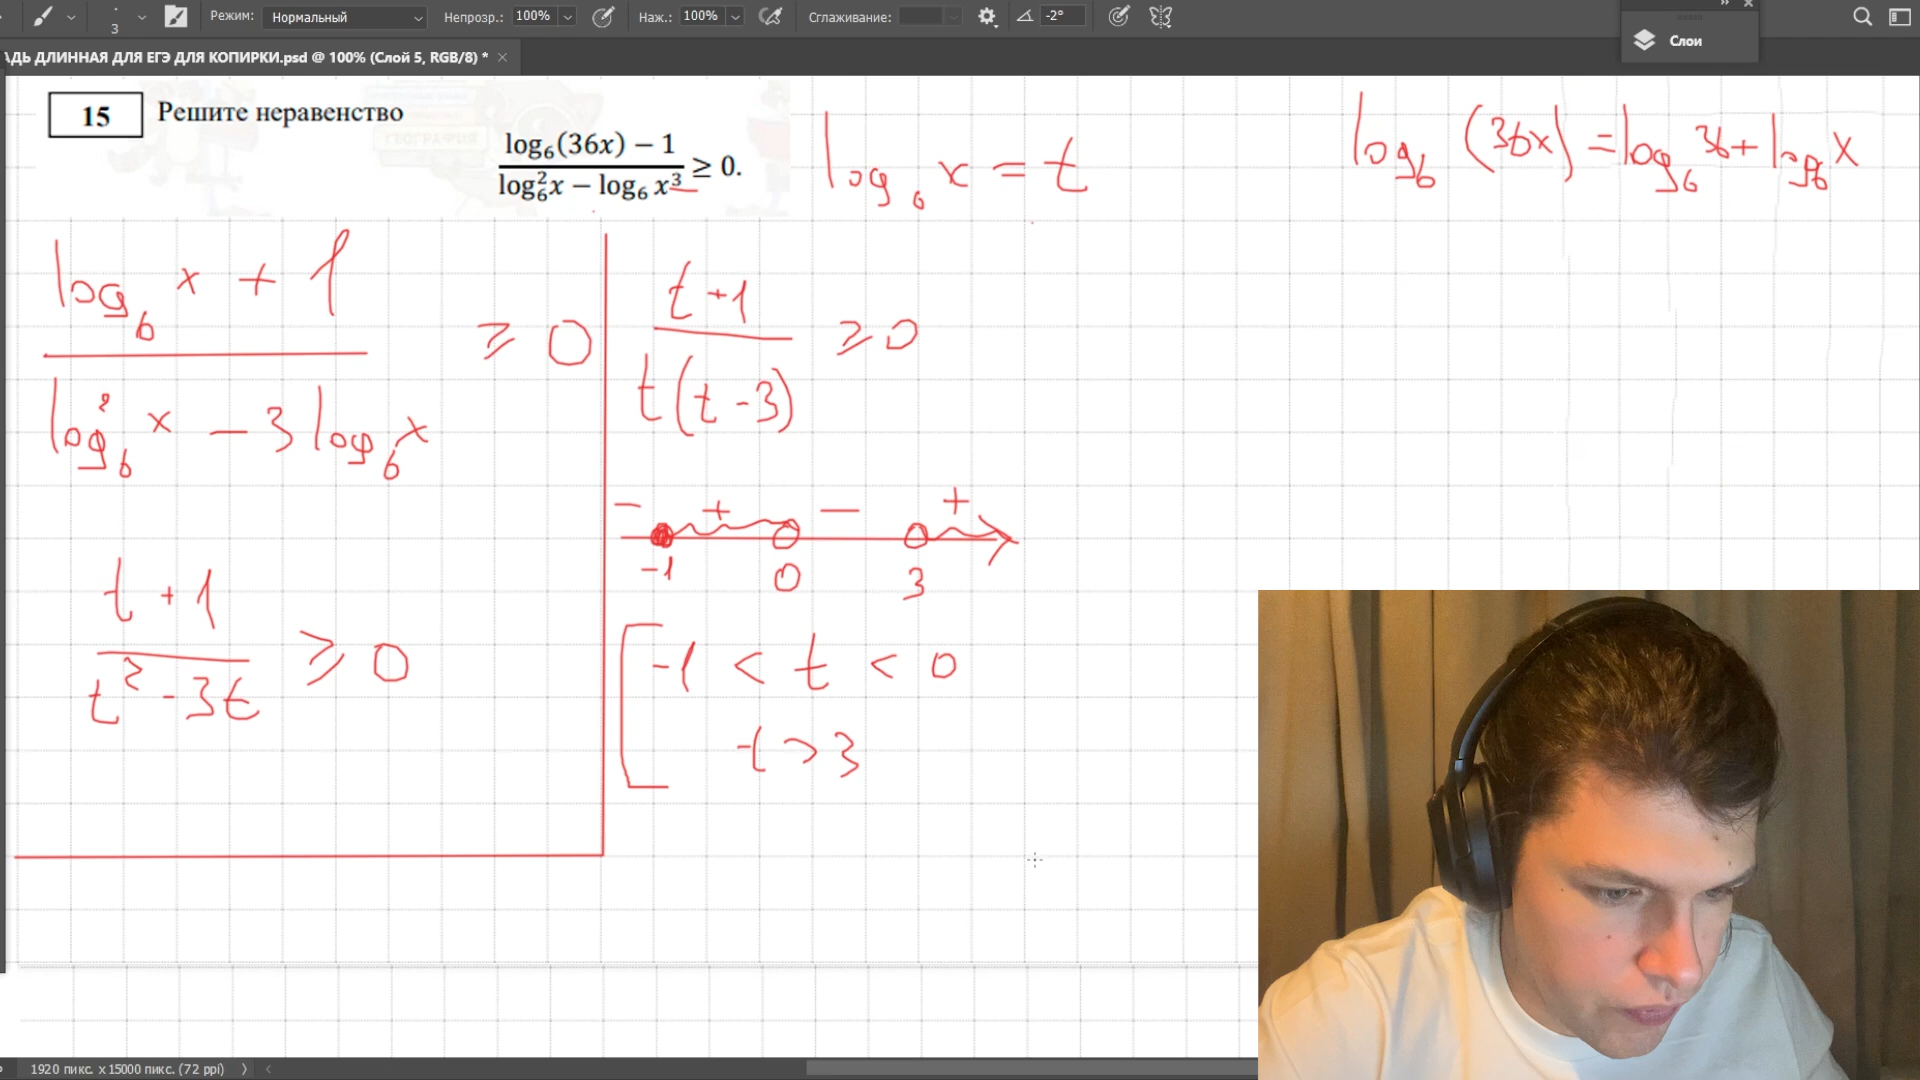 3 Режим: Нормальный Непрозр.: 100% Наж.: 100% Сглаживание: -2°
Слои
АДЬ ДЛИННАЯ ДЛЯ ЕГЭ ДЛЯ КОПИРКИ.psd @ 100% (Слой 5, RGB/8) *
15 Решите неравенство
log₆(36x) − 1
log₆²x − log₆ x³
≥ 0.
log₆ x = t
log₆ (36x) = log₆ 36 + log₆ x
log₆ x + 1
log₆² x − 3 log₆ x
≥ 0
t + 1
t² - 3t
≥ 0
t + 1
t(t - 3)
≥ 0
− + − +
-1 0 3
-1 < t < 0
t > 3
1920 пикс. x 15000 пикс. (72 ppi)